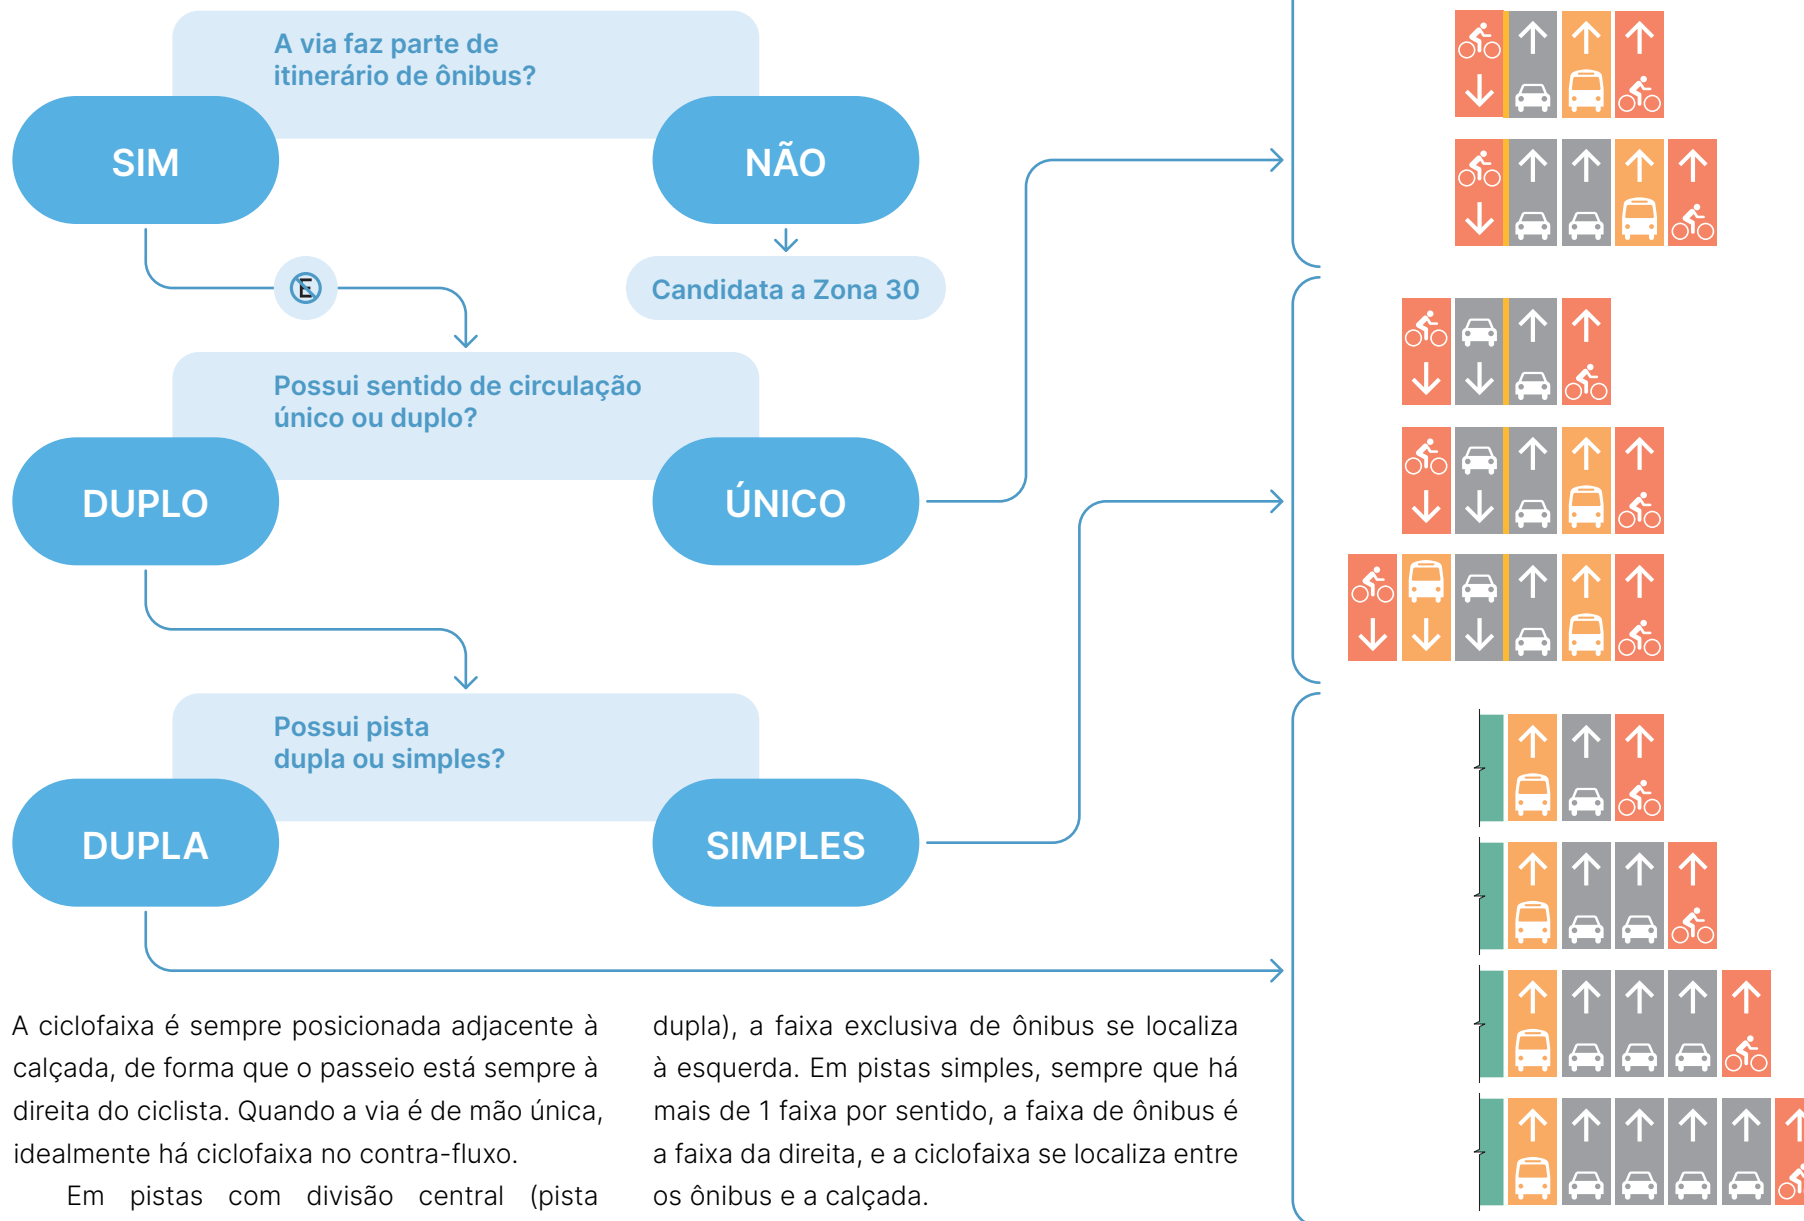 A via faz parte de
itinerário de ônibus?
SIM
NÃO
E
Candidata a Zona 30
Possui sentido de circulação
único ou duplo?
DUPLO
ÚNICO
Possui pista
dupla ou simples?
DUPLA
SIMPLES
A ciclofaixa é sempre posicionada adjacente à
calçada, de forma que o passeio está sempre à
direita do ciclista. Quando a via é de mão única,
idealmente há ciclofaixa no contra-fluxo.
Em pistas com divisão central (pista
dupla), a faixa exclusiva de ônibus se localiza
à esquerda. Em pistas simples, sempre que há
mais de 1 faixa por sentido, a faixa de ônibus é
a faixa da direita, e a ciclofaixa se localiza entre
os ônibus e a calçada.